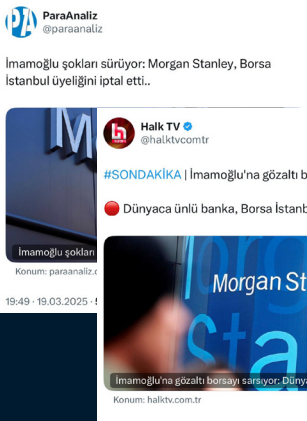 ParaAnaliz
@paraanaliz
İmamoğlu şokları sürüyor: Morgan Stanley, Borsa
İstanbul üyeliğini iptal etti..
M
İmamoğlu şokları
Konum: paraanaliz.c
19:49 · 19.03.2025 ·
Halk TV
@halktvcomtr
#SONDAKİKA | İmamoğlu'na gözaltı b
Dünyaca ünlü banka, Borsa İstanb
Morgan St
Sta
İmamoğlu'na gözaltı borsayı sarsıyor: Düny
Konum: halktv.com.tr